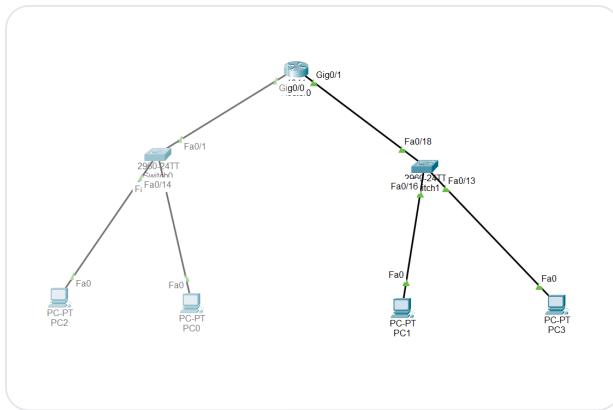 Gig0/1
Gig0/0
Fa0/1
Fa0/18
2960-24TT
Fa0/14
Fa0/16
Fa0/13
Fa0
Fa0
Fa0
Fa0
PC-PT
PC2
PC-PT
PC0
PC-PT
PC1
PC-PT
PC3